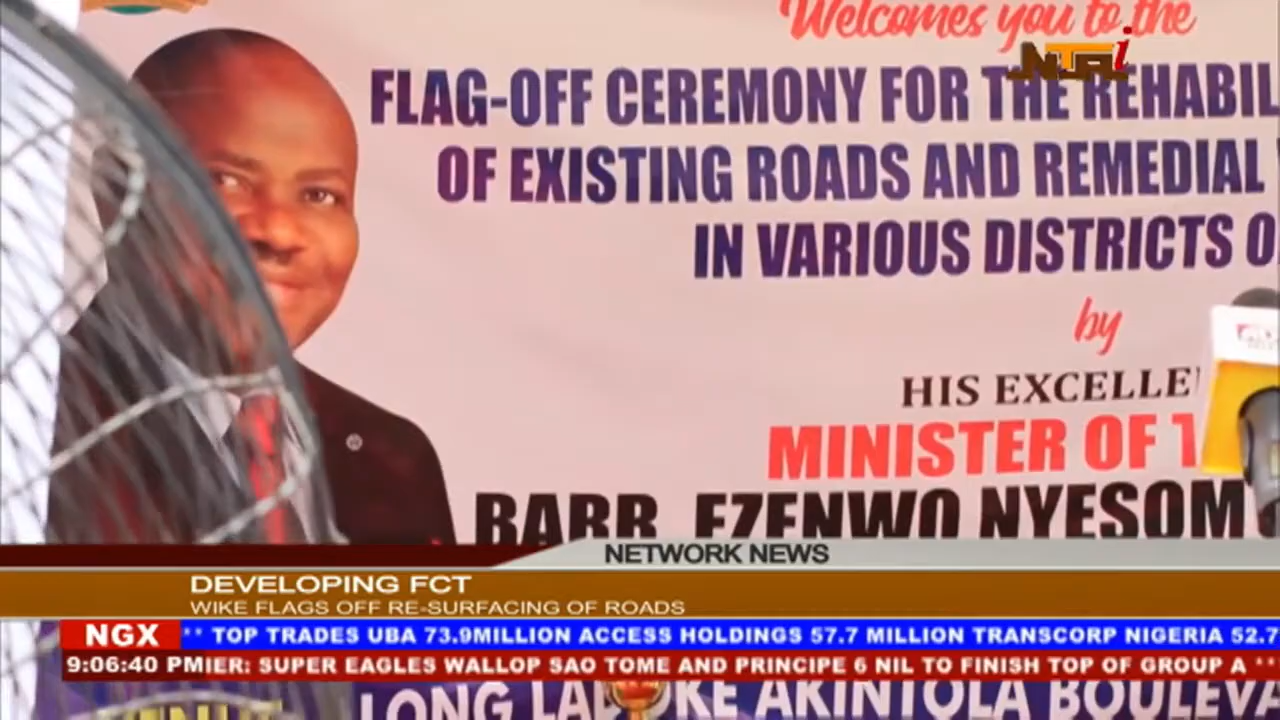 Welcomes you to the
NTAi
FLAG-OFF CEREMONY FOR THE REHABIL
OF EXISTING ROADS AND REMEDIAL
IN VARIOUS DISTRICTS O
by
HIS EXCELLE
MINISTER OF T
BARR. EZENWO NYESOM
NETWORK NEWS
DEVELOPING FCT
WIKE FLAGS OFF RE-SURFACING OF ROADS
NGX ** TOP TRADES UBA 73.9MILLION ACCESS HOLDINGS 57.7 MILLION TRANSCORP NIGERIA 52.7
9:06:40 PM IER: SUPER EAGLES WALLOP SAO TOME AND PRINCIPE 6 NIL TO FINISH TOP OF GROUP A **
LONG LADOKE AKINTOLA BOULEVA